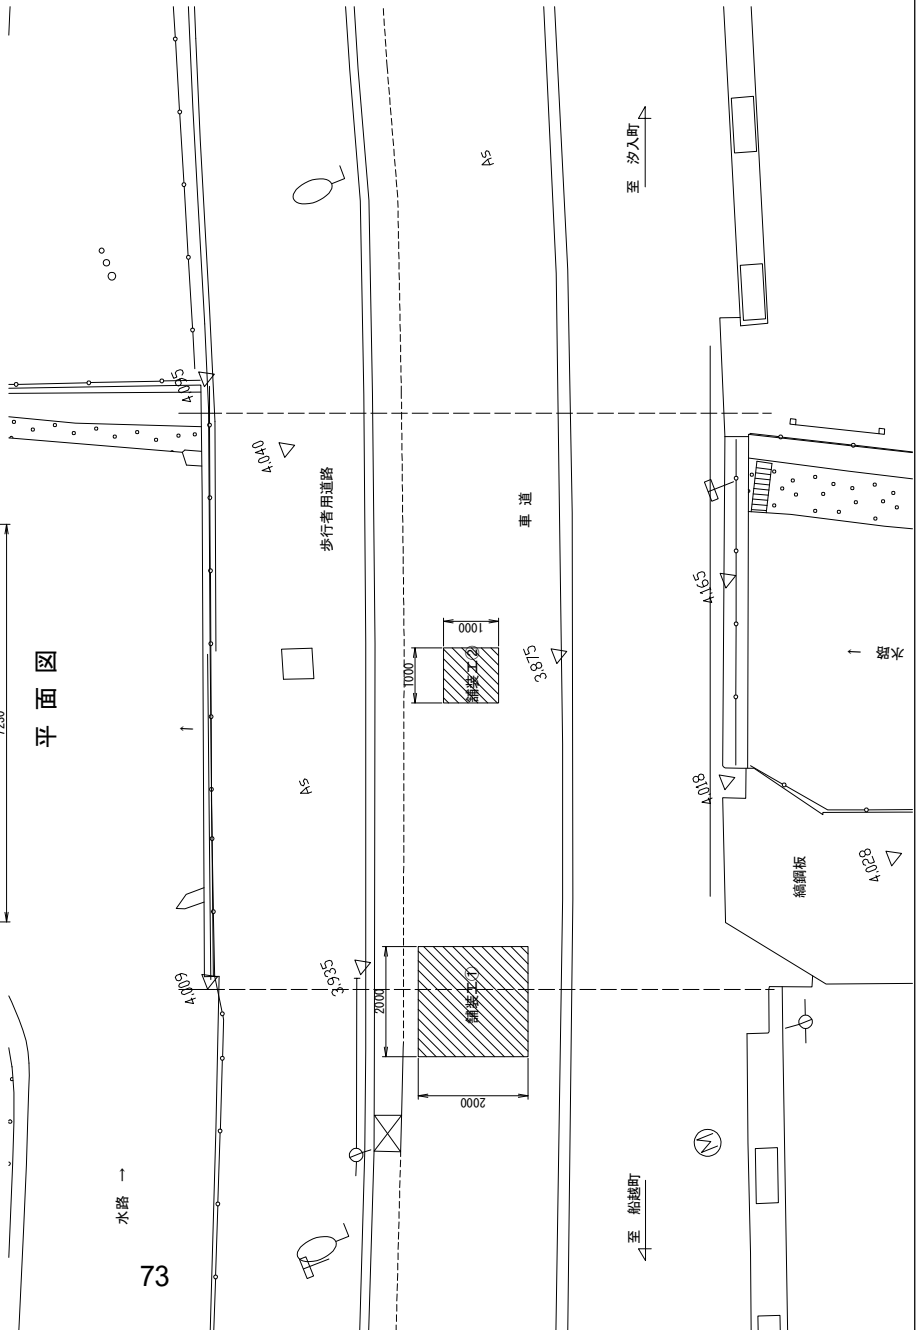 至 汐入町
As
4.095
4.040
歩行者用道路
車道
4.165
1000
1000
舗装工②
3.875
水路 →
平面図
7250
→
As
4.018
縞鋼板
4.028
4.009
3.935
2000
舗装工①
2000
M
水路 →
至 船越町
73